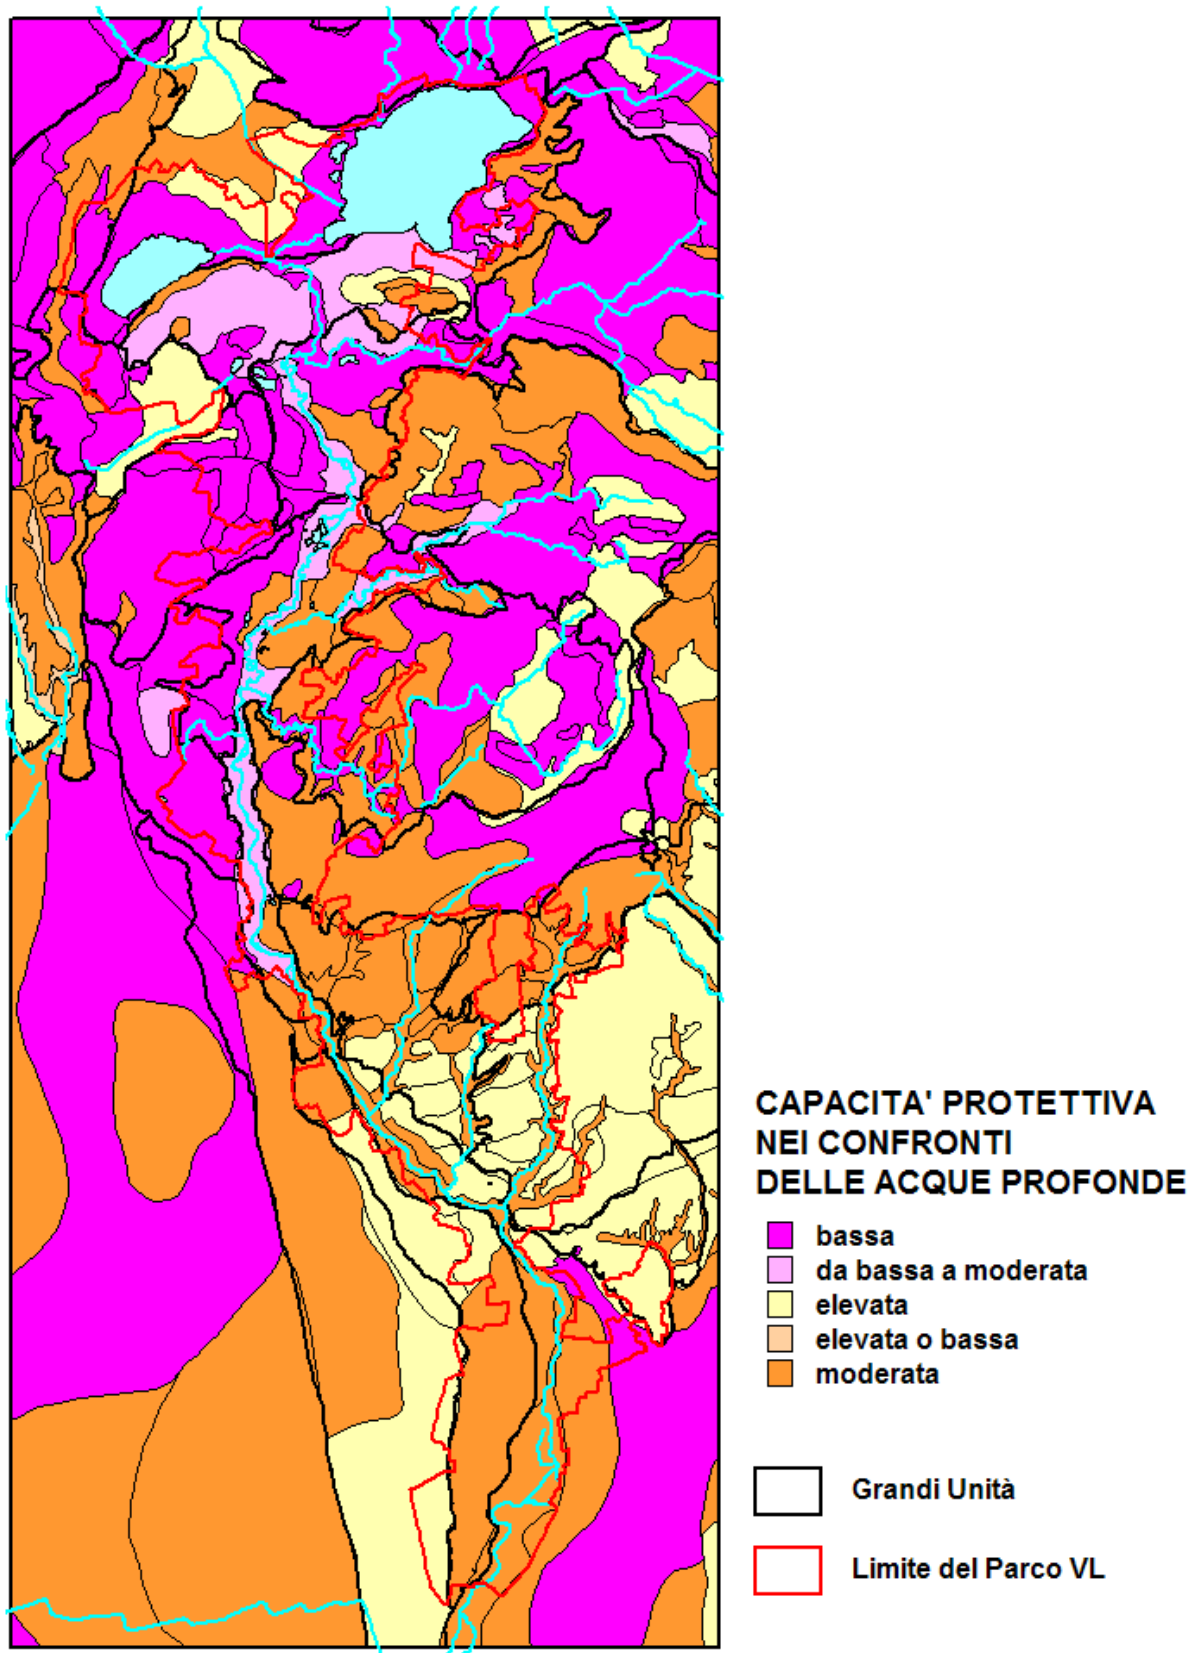 CAPACITA' PROTETTIVA
NEI CONFRONTI
DELLE ACQUE PROFONDE
bassa
da bassa a moderata
elevata
elevata o bassa
moderata
Grandi Unità
Limite del Parco VL